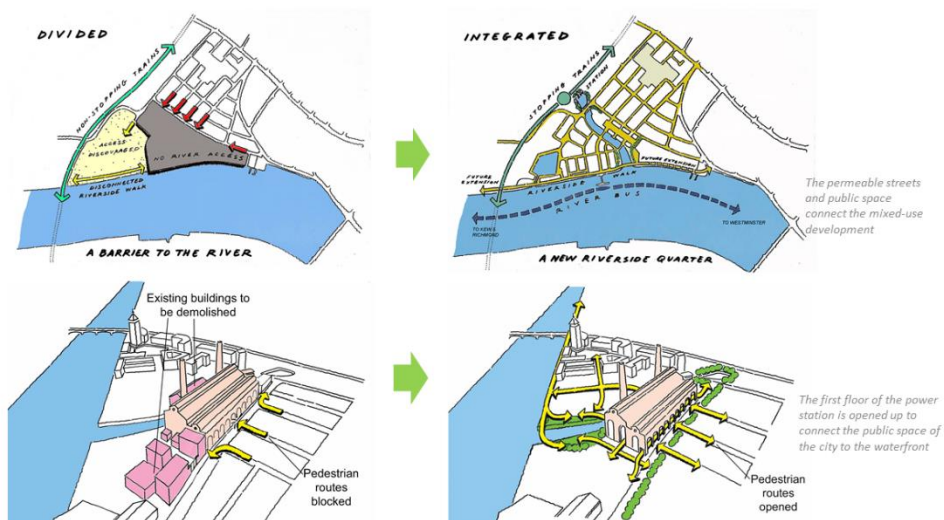 DIVIDED
NON-STOPPING TRAINS
ACCESS
DISCOURAGED
NO RIVER ACCESS
DISCONNECTED
RIVERSIDE WALK
A BARRIER TO THE RIVER
INTEGRATED
STOPPING TRAINS
STATION
FUTURE EXTENSION
FUTURE
EXTENSION
RIVERSIDE WALK
RIVER BUS
TO KEW &
RICHMOND
TO WESTMINSTER
A NEW RIVERSIDE QUARTER
The permeable streets
and public space
connect the mixed-use
development
Existing buildings to
be demolished
Pedestrian
routes
blocked
Pedestrian
routes
opened
The first floor of the power
station is opened up to
connect the public space of
the city to the waterfront